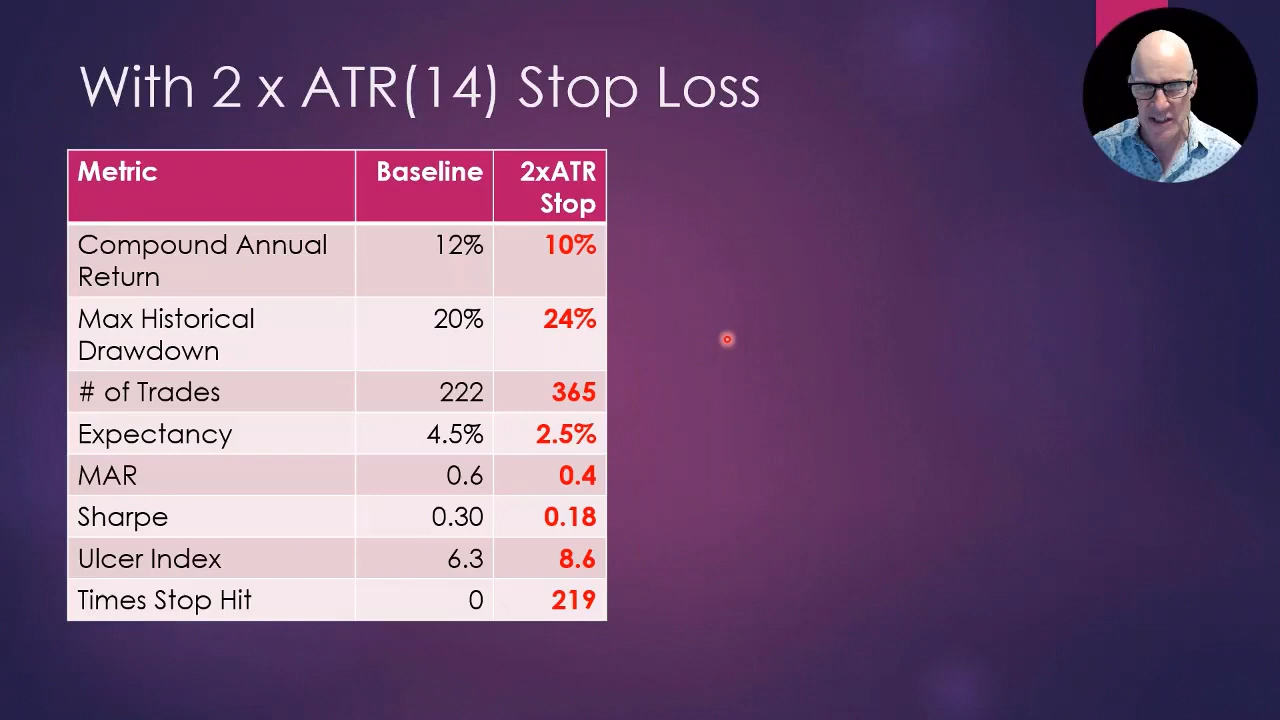 With 2 x ATR(14) Stop Loss
Metric Baseline 2xATR
Stop
Compound Annual 12% 10%
Return
Max Historical 20% 24%
Drawdown
# of Trades 222 365
Expectancy 4.5% 2.5%
MAR 0.6 0.4
Sharpe 0.30 0.18
Ulcer Index 6.3 8.6
Times Stop Hit 0 219